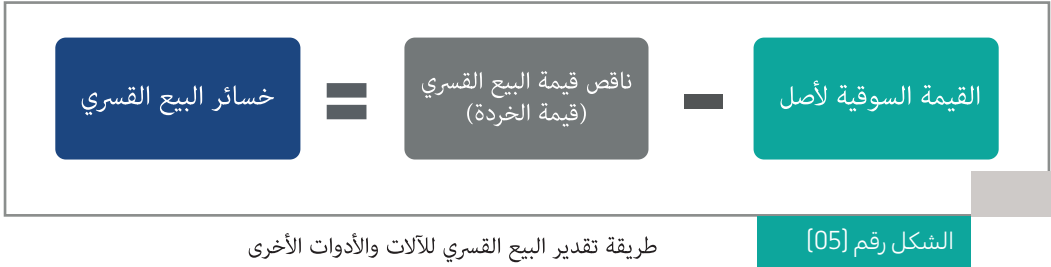 القيمة السوقية لأصل
-
ناقص قيمة البيع القسري
(قيمة الخردة)
=
خسائر البيع القسري
الشكل رقم (05)
طريقة تقدير البيع القسري للآلات والأدوات الأخرى